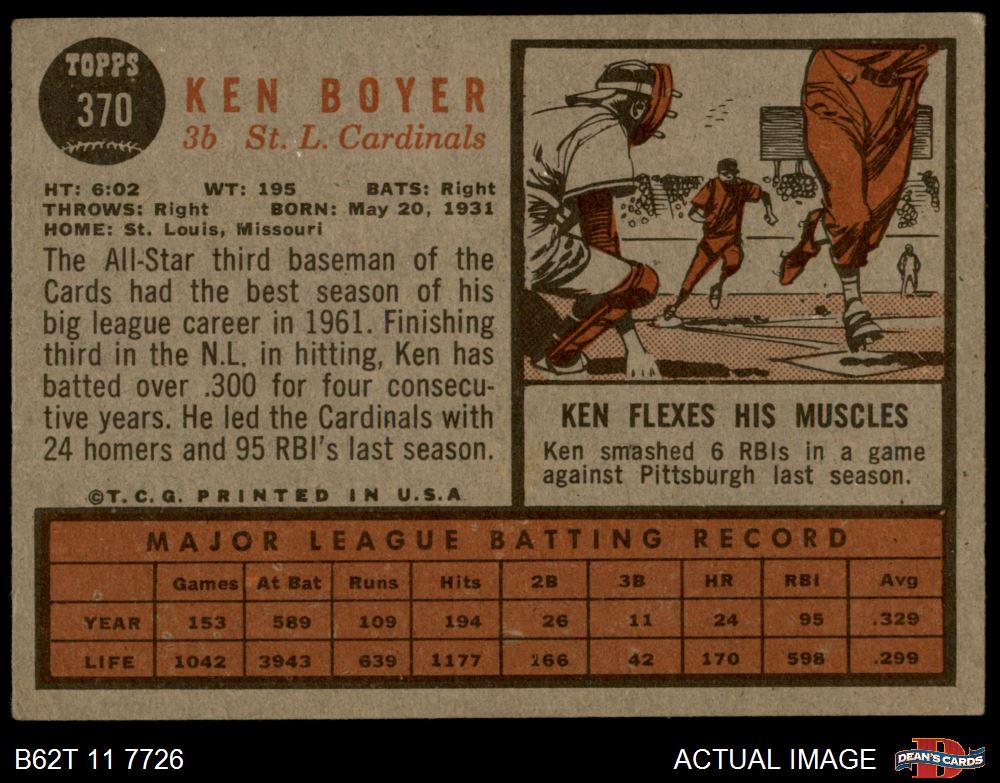 TOPPS
370
KEN BOYER
3b St. L. Cardinals
HT: 6:02 WT: 195 BATS: Right
THROWS: Right BORN: May 20, 1931
HOME: St. Louis, Missouri
The All-Star third baseman of the
Cards had the best season of his
big league career in 1961. Finishing
third in the N.L. in hitting, Ken has
batted over .300 for four consecu-
tive years. He led the Cardinals with
24 homers and 95 RBI's last season.
©T.C.G. PRINTED IN U.S.A.
KEN FLEXES HIS MUSCLES
Ken smashed 6 RBIs in a game
against Pittsburgh last season.
MAJOR LEAGUE BATTING RECORD
Games At Bat Runs Hits 2B 3B HR RBI Avg
YEAR 153 589 109 194 26 11 24 95 .329
LIFE 1042 3943 639 1177 166 42 170 598 .299
B62T 11 7726 ACTUAL IMAGE
D
DEAN'S CARDS